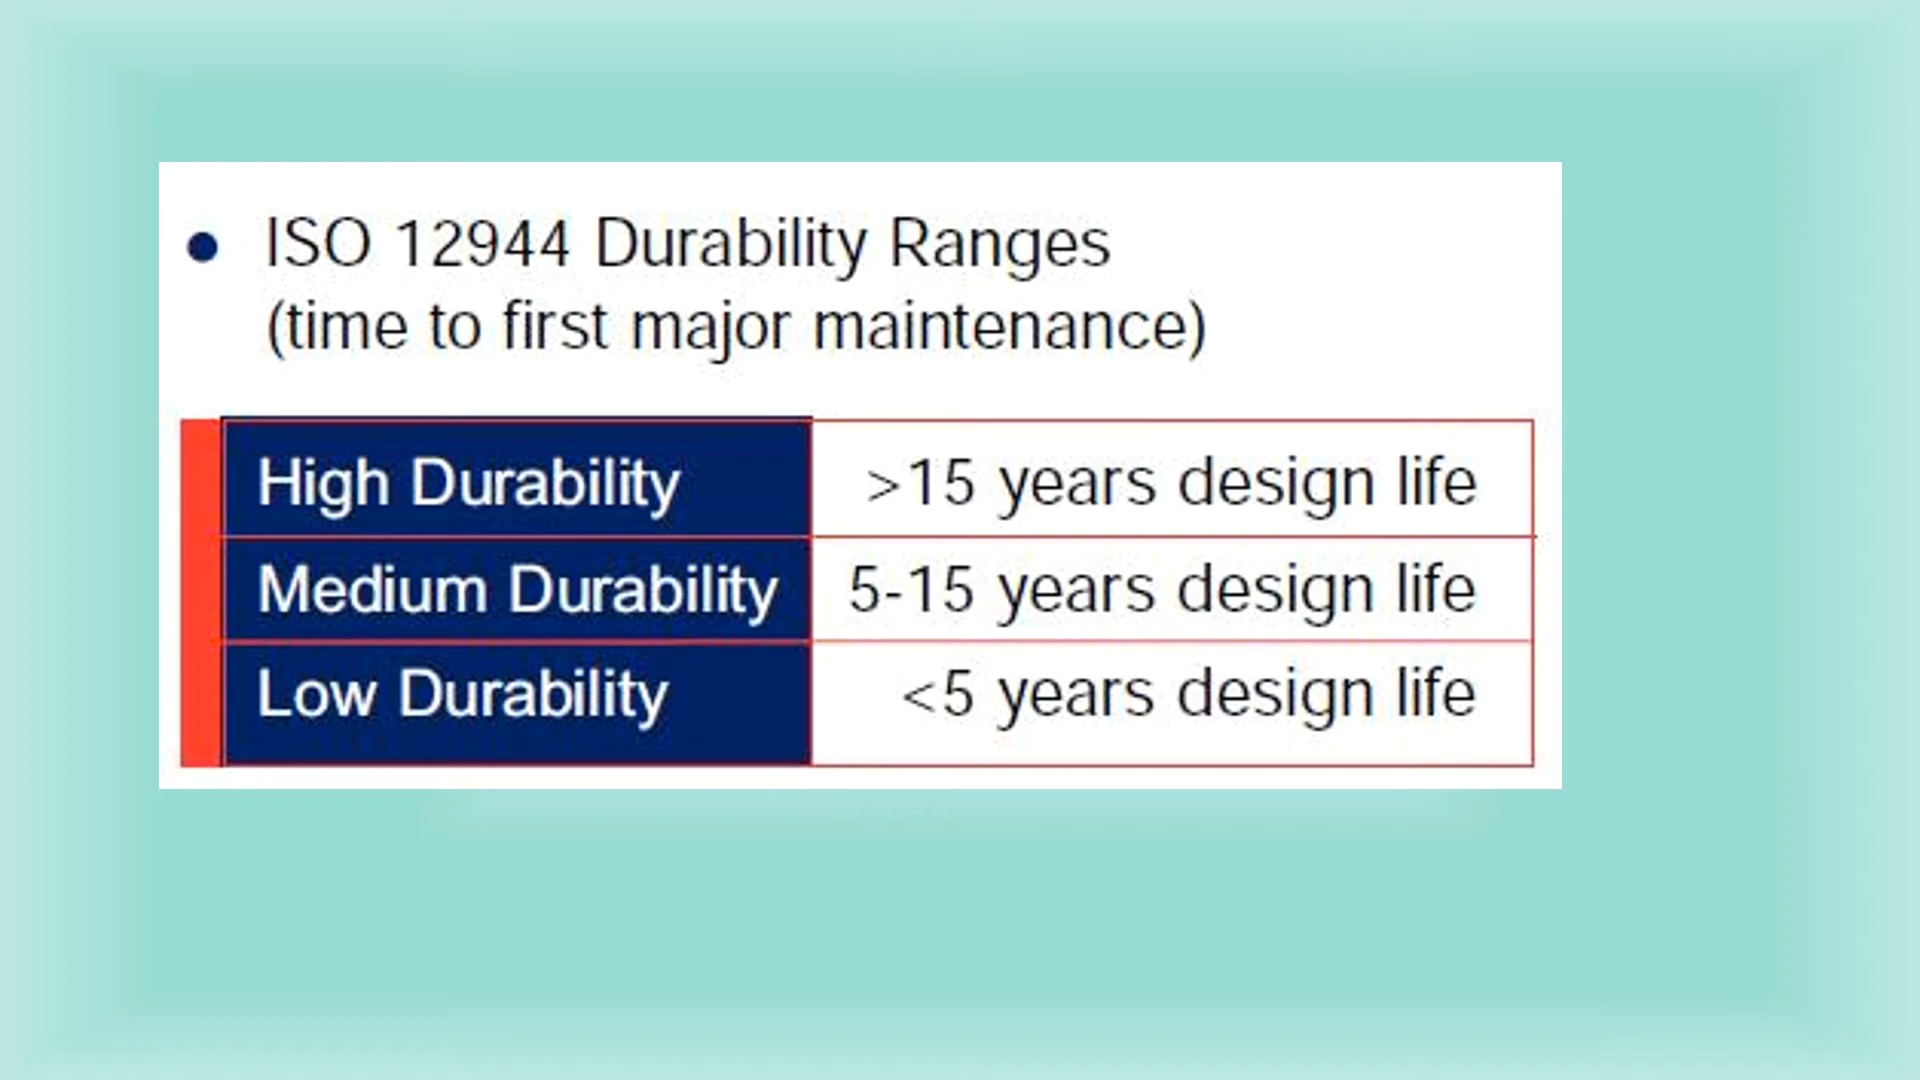 ● ISO 12944 Durability Ranges
(time to first major maintenance)
High Durability >15 years design life
Medium Durability 5-15 years design life
Low Durability <5 years design life